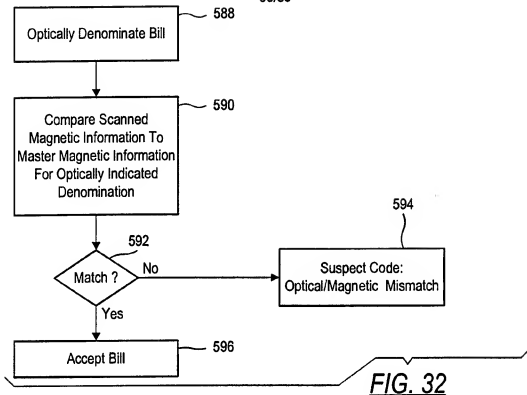 588
Optically Denominate Bill
590
Compare Scanned
Magnetic Information To
Master Magnetic Information
For Optically Indicated
Denomination
592
Match ?
No
594
Suspect Code:
Optical/Magnetic Mismatch
Yes
596
Accept Bill
FIG. 32